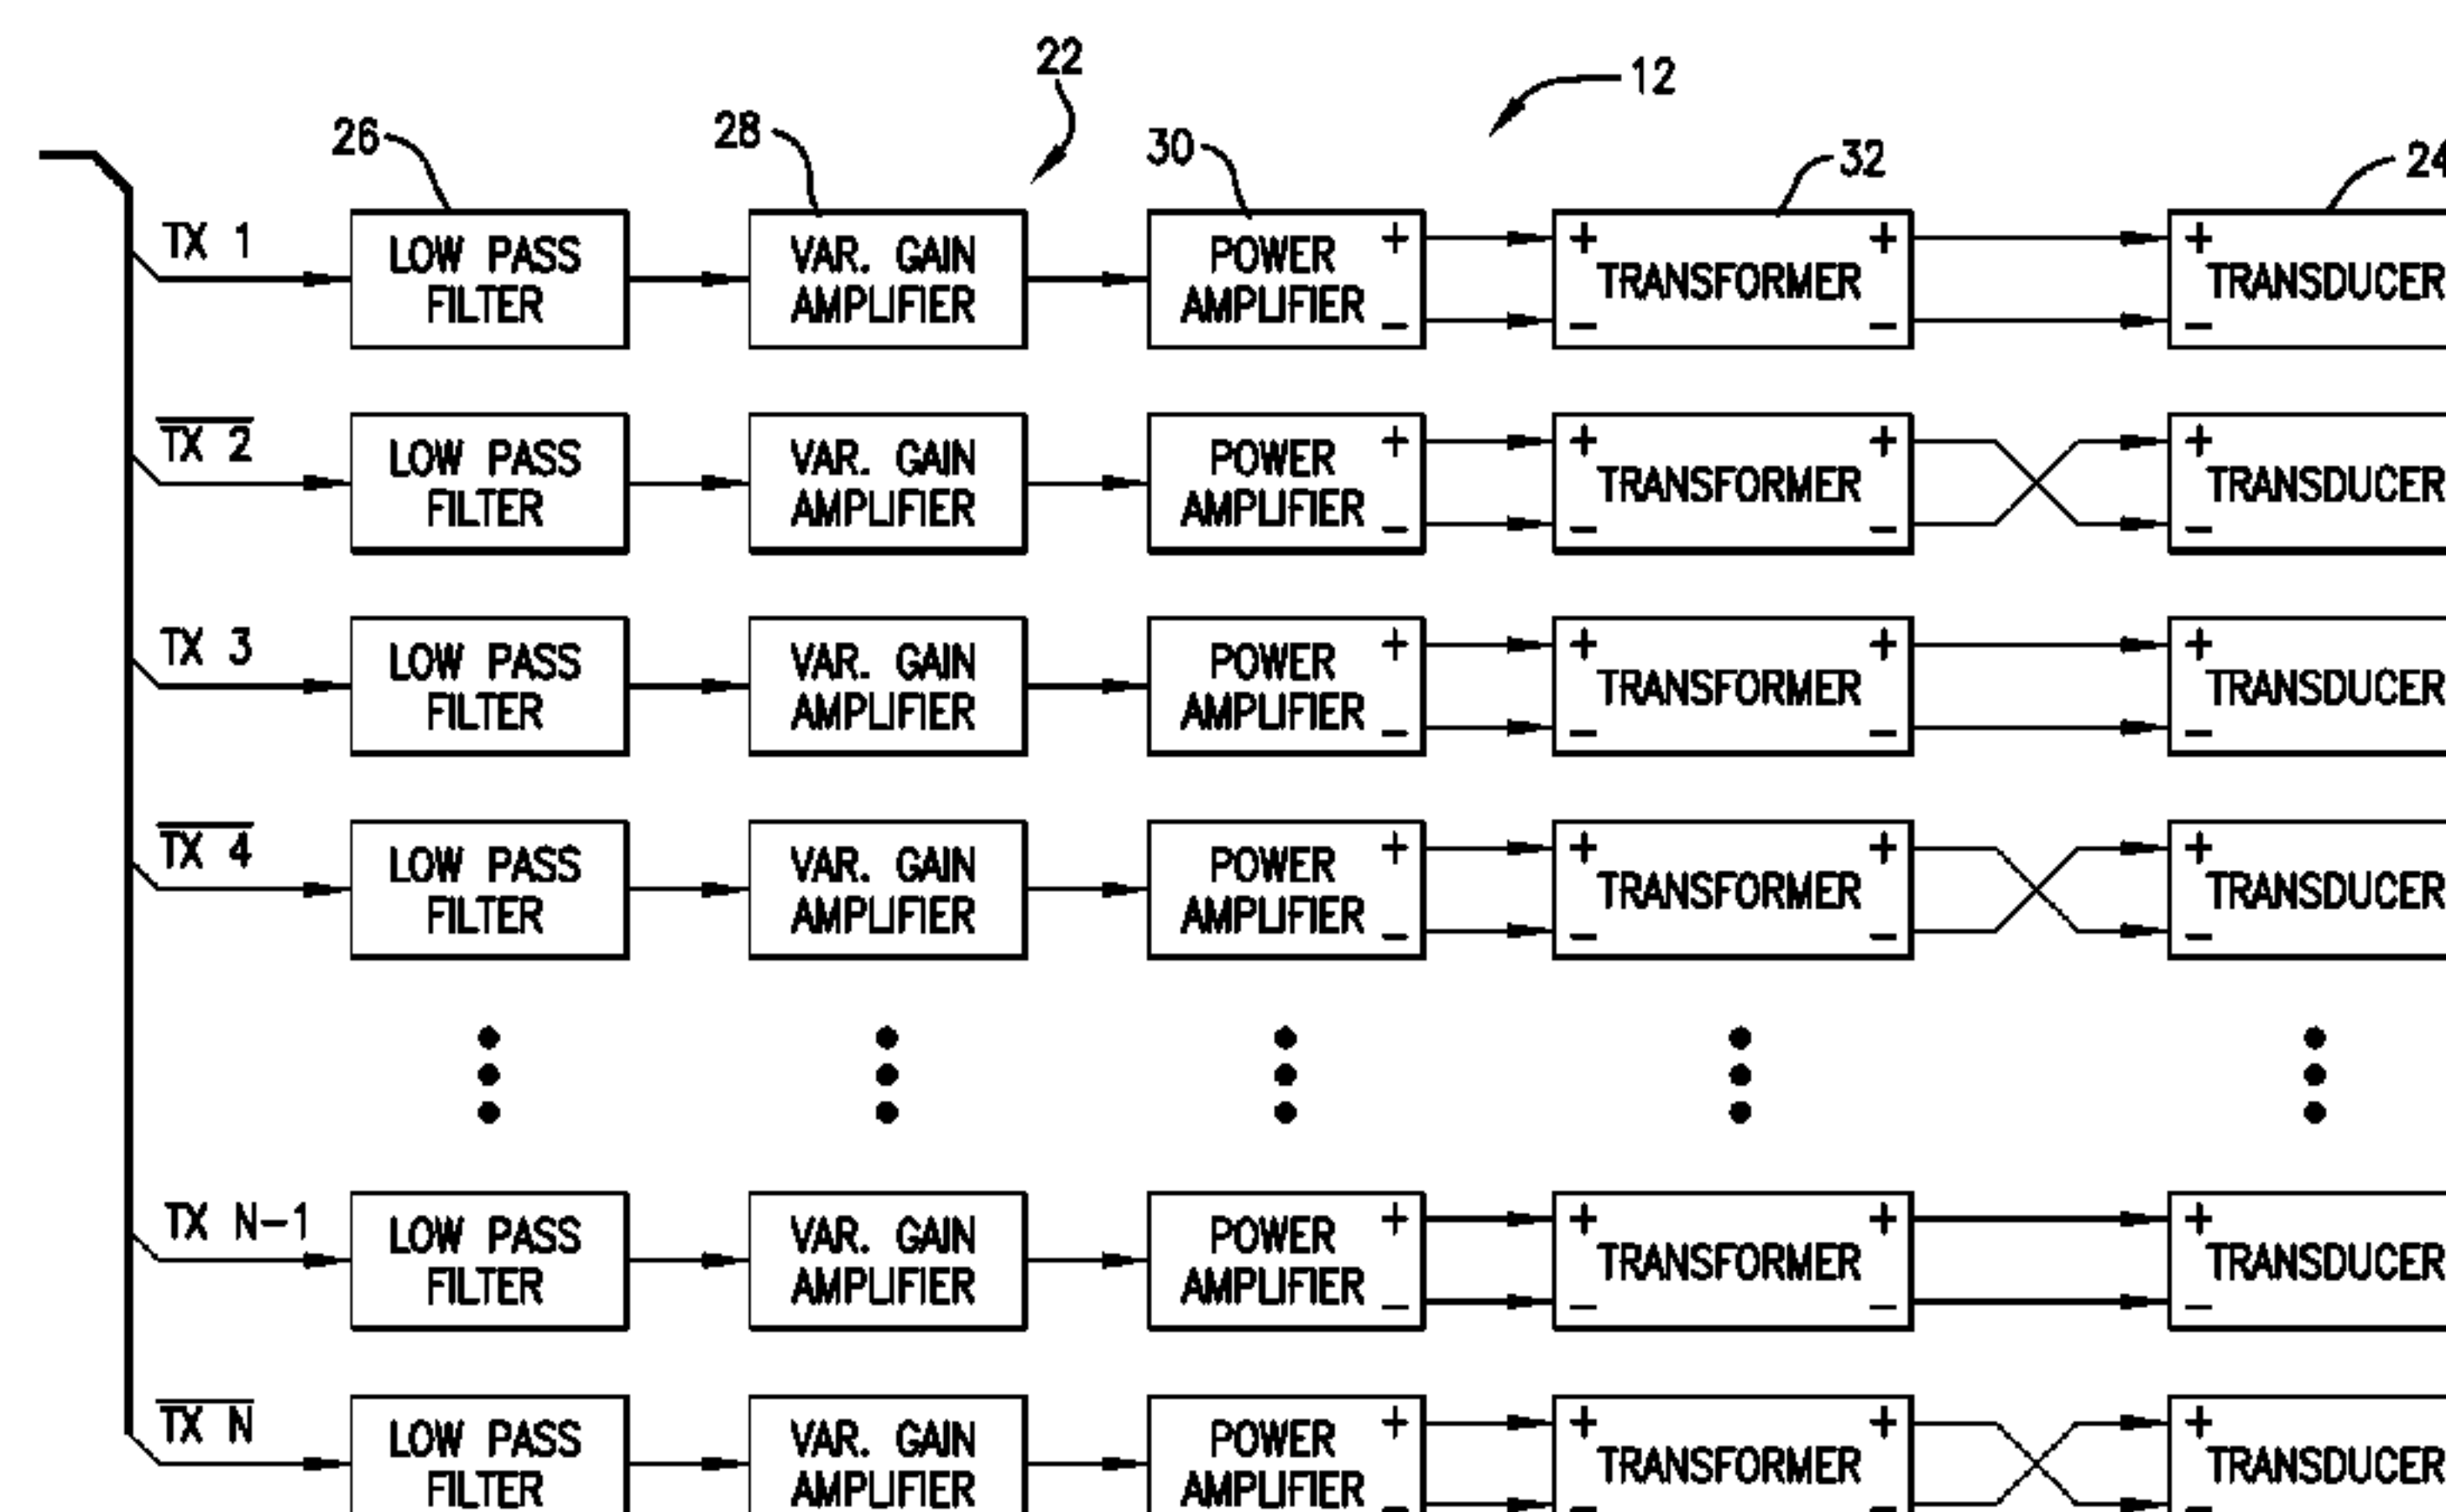 22
12
26
28
30
32
24
TX 1
LOW PASS
FILTER
VAR. GAIN
AMPLIFIER
POWER
AMPLIFIER
+
-
+
-
TRANSFORMER
+
-
+
-
TRANSDUCER
TX 2
LOW PASS
FILTER
VAR. GAIN
AMPLIFIER
POWER
AMPLIFIER
+
-
+
-
TRANSFORMER
+
-
+
-
TRANSDUCER
TX 3
LOW PASS
FILTER
VAR. GAIN
AMPLIFIER
POWER
AMPLIFIER
+
-
+
-
TRANSFORMER
+
-
+
-
TRANSDUCER
TX 4
LOW PASS
FILTER
VAR. GAIN
AMPLIFIER
POWER
AMPLIFIER
+
-
+
-
TRANSFORMER
+
-
+
-
TRANSDUCER
TX N-1
LOW PASS
FILTER
VAR. GAIN
AMPLIFIER
POWER
AMPLIFIER
+
-
+
-
TRANSFORMER
+
-
+
-
TRANSDUCER
TX N
LOW PASS
FILTER
VAR. GAIN
AMPLIFIER
POWER
AMPLIFIER
+
-
+
-
TRANSFORMER
+
-
+
-
TRANSDUCER